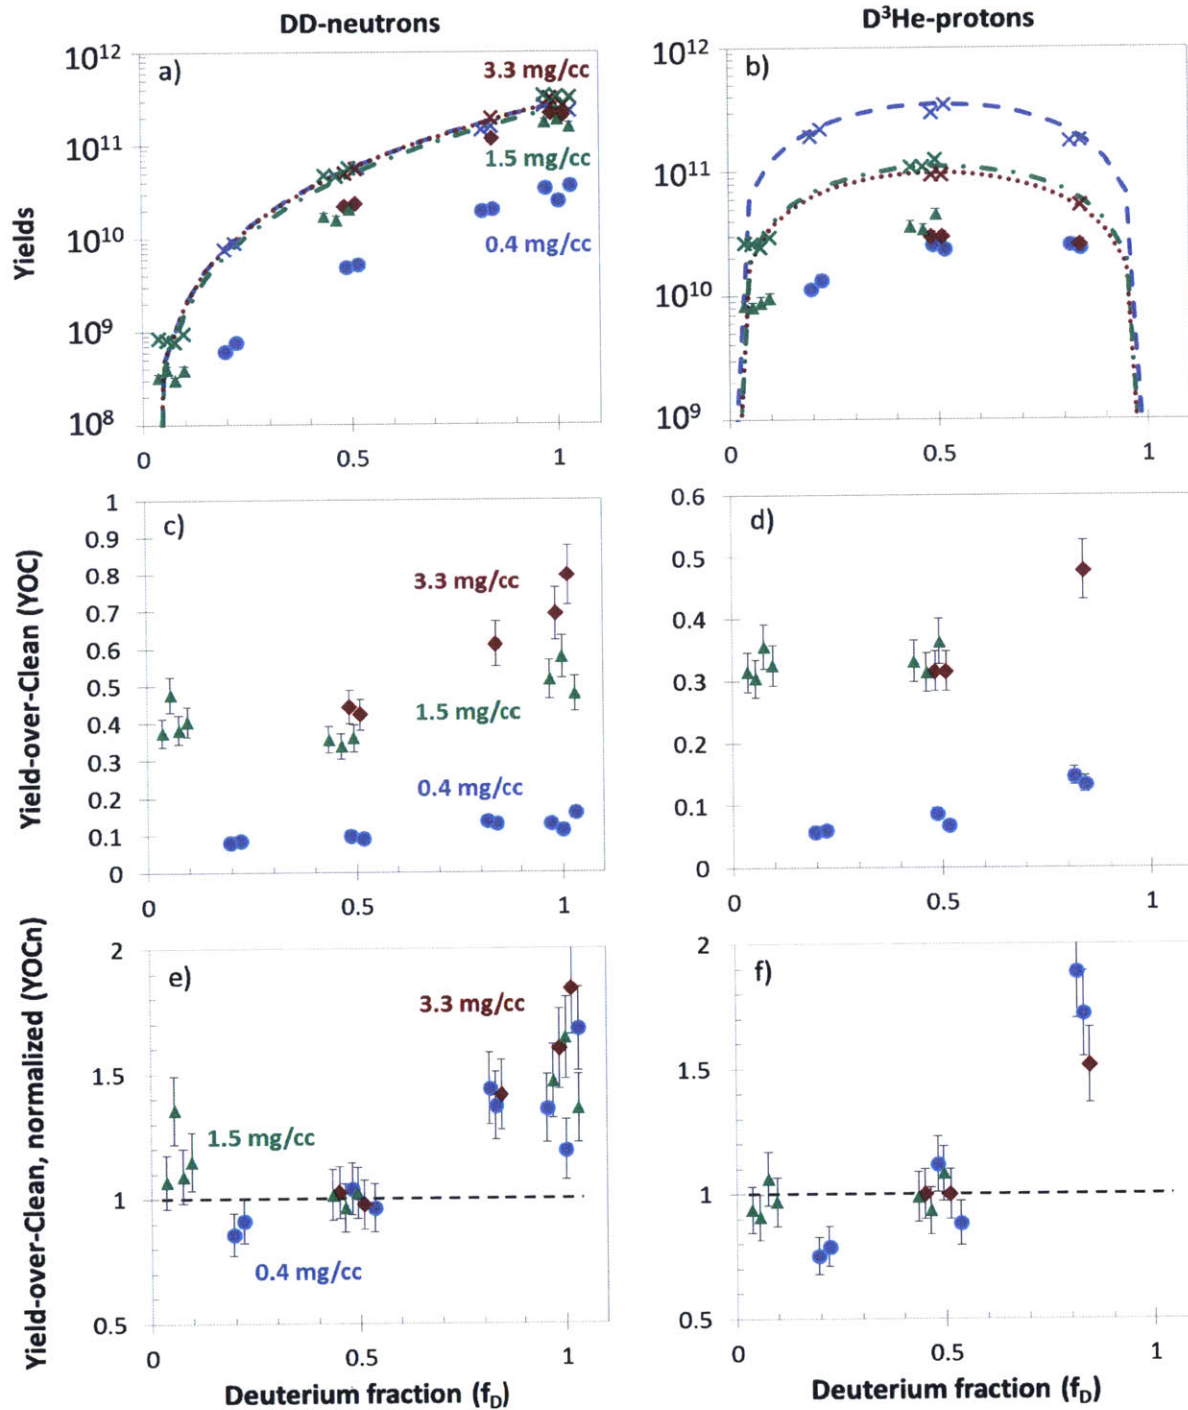 DD-neutrons
D³He-protons
Yields
10¹²
10¹¹
10¹⁰
10⁹
10⁸
a)
3.3 mg/cc
1.5 mg/cc
0.4 mg/cc
0
0.5
1
10¹²
10¹¹
10¹⁰
10⁹
b)
0
0.5
1
Yield-over-Clean (YOC)
1
0.9
0.8
0.7
0.6
0.5
0.4
0.3
0.2
0.1
0
c)
3.3 mg/cc
1.5 mg/cc
0.4 mg/cc
0
0.5
1
0.6
0.5
0.4
0.3
0.2
0.1
0
d)
0
0.5
1
Yield-over-Clean, normalized (YOCn)
2
1.5
1
0.5
e)
3.3 mg/cc
1.5 mg/cc
0.4 mg/cc
0
0.5
1
Deuterium fraction (f_D)
2
1.5
1
0.5
f)
0
0.5
1
Deuterium fraction (f_D)